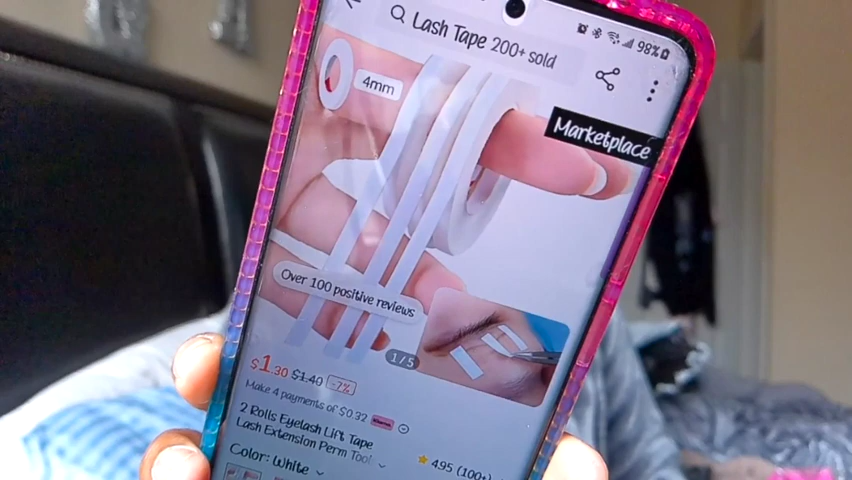 98%
Lash Tape 200+ sold
4mm
Marketplace
Over 100 positive reviews
1/5
$1.30 $1.40 -7%
Make 4 payments of $0.32 Klarna.
2 Rolls Eyelash Lift Tape
Lash Extension Perm Tool
4.95 (100+)
Color: White